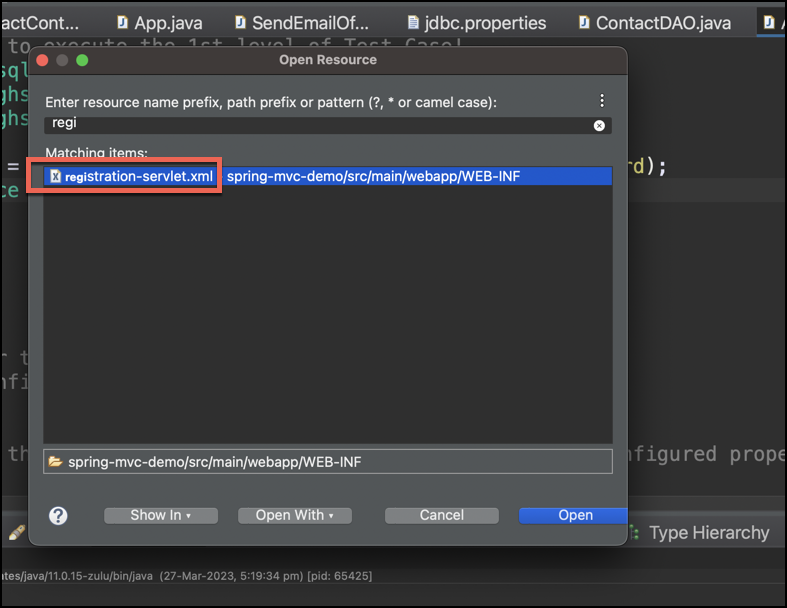 actCont... App.java SendEmailOf... jdbc.properties ContactDAO.java
to execute the 1st level of Test Case!
Open Resource
sql
ghs
ghs
Enter resource name prefix, path prefix or pattern (?, * or camel case):
regi
Matching items:
= rd);
registration-servlet.xml spring-mvc-demo/src/main/webapp/WEB-INF
ce
r t
nfi
th nfigured prope
spring-mvc-demo/src/main/webapp/WEB-INF
? Show In Open With Cancel Open
Type Hierarchy
ates/java/11.0.15-zulu/bin/java (27-Mar-2023, 5:19:34 pm) [pid: 65425]